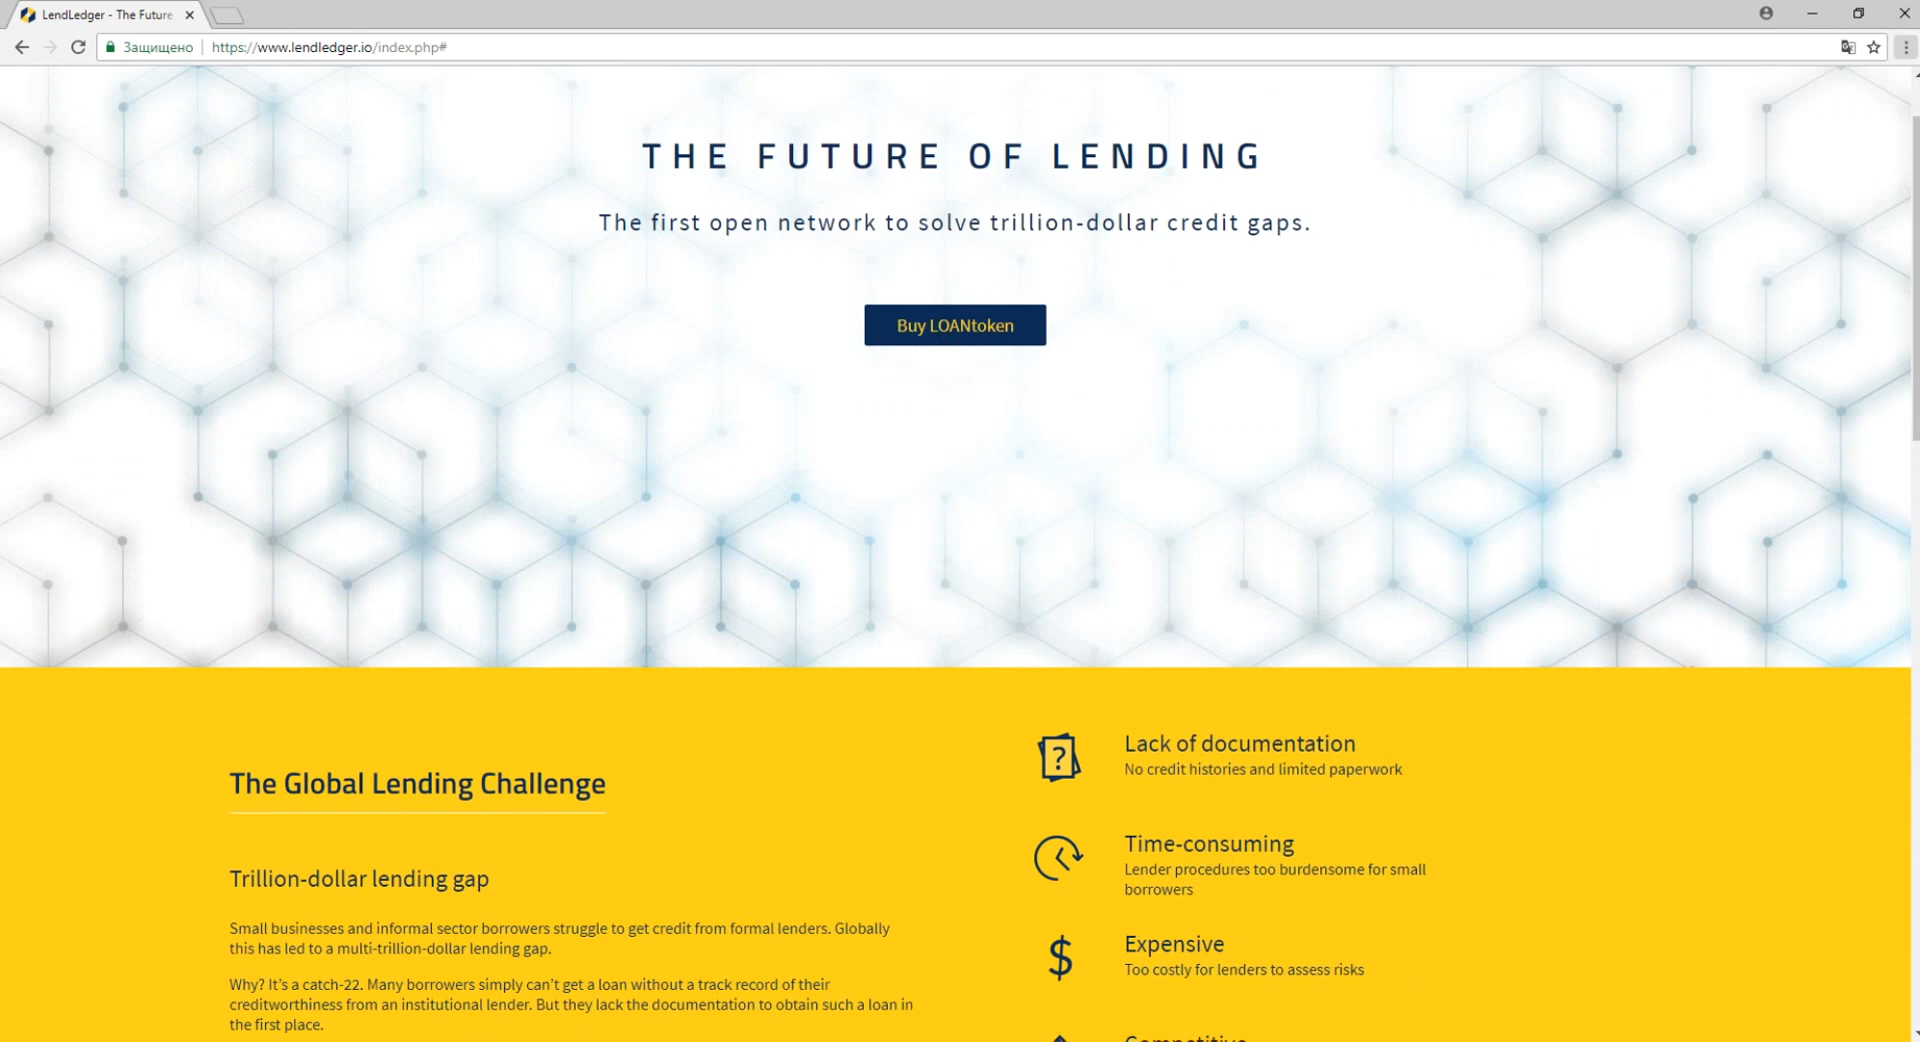 LendLedger - The Future
Защищено
https://www.lendledger.io/index.php#
THE FUTURE OF LENDING
The first open network to solve trillion-dollar credit gaps.
Buy LOANtoken
The Global Lending Challenge
Trillion-dollar lending gap
Small businesses and informal sector borrowers struggle to get credit from formal lenders. Globally
this has led to a multi-trillion-dollar lending gap.
Why? It's a catch-22. Many borrowers simply can't get a loan without a track record of their
creditworthiness from an institutional lender. But they lack the documentation to obtain such a loan in
the first place.
?
Lack of documentation
No credit histories and limited paperwork
Time-consuming
Lender procedures too burdensome for small
borrowers
$
Expensive
Too costly for lenders to assess risks